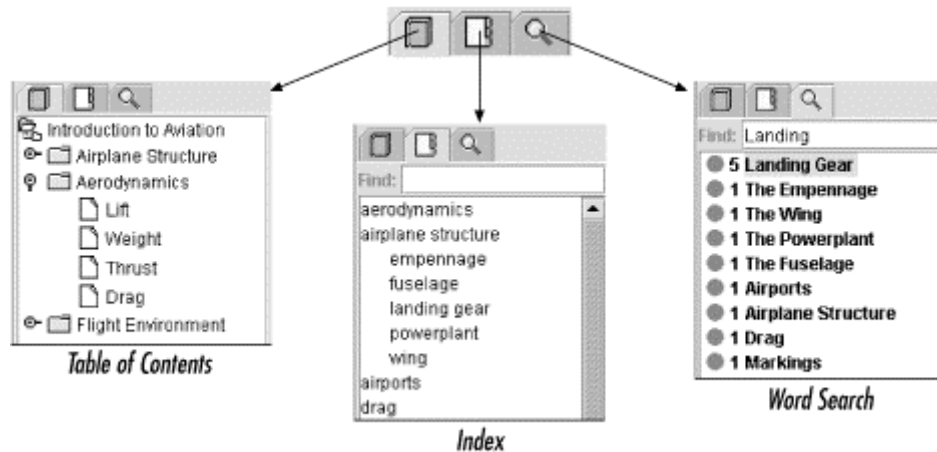 Introduction to Aviation
Airplane Structure
Aerodynamics
Lift
Weight
Thrust
Drag
Flight Environment
Table of Contents
Find:
aerodynamics
airplane structure
empennage
fuselage
landing gear
powerplant
wing
airports
drag
Index
Find: Landing
5 Landing Gear
1 The Empennage
1 The Wing
1 The Powerplant
1 The Fuselage
1 Airports
1 Airplane Structure
1 Drag
1 Markings
Word Search